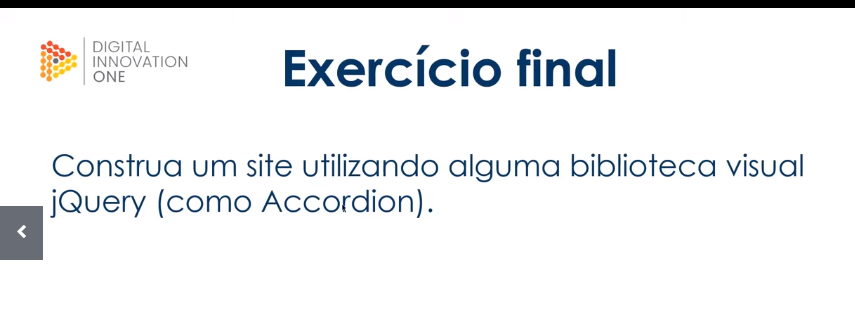 DIGITAL
INNOVATION
ONE
Exercício final
Construa um site utilizando alguma biblioteca visual
jQuery (como Accordion).